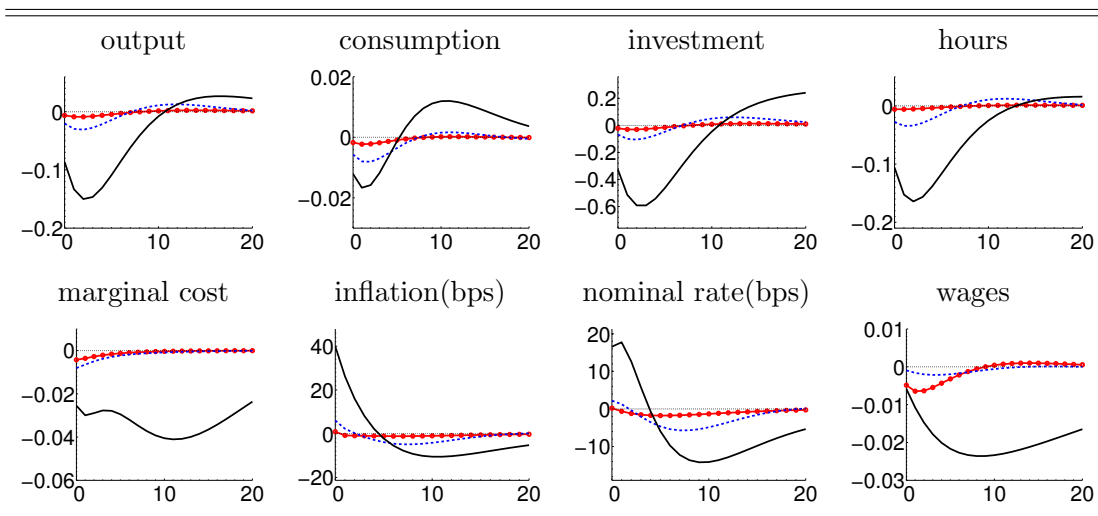 output consumption investment hours
0 −0.1 −0.2 0 10 20
0.02 0 −0.02 0 10 20
0.2 0 −0.2 −0.4 −0.6 0 10 20
0 −0.1 −0.2 0 10 20
marginal cost inflation(bps) nominal rate(bps) wages
0 −0.02 −0.04 −0.06 0 10 20
40 20 0 −20 0 10 20
20 10 0 −10 0 10 20
0.01 0 −0.01 −0.02 −0.03 0 10 20